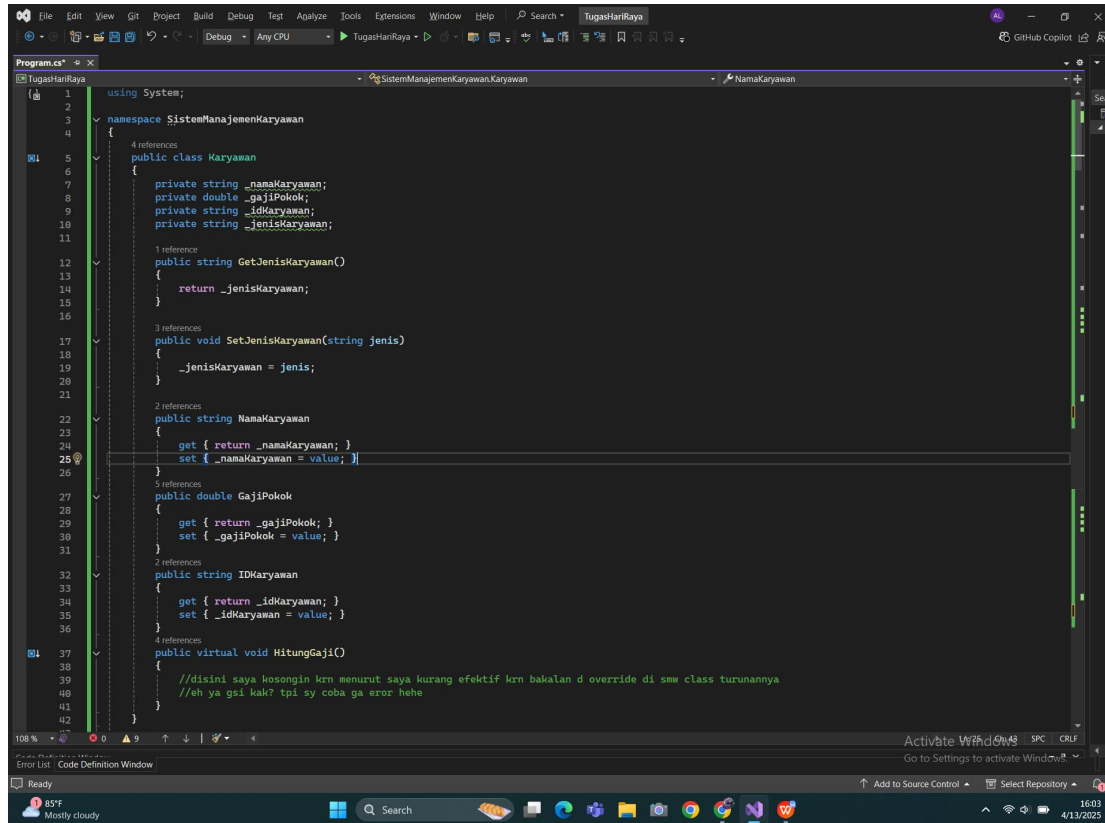 File Edit View Git Project Build Debug Test Analyze Tools Extensions Window Help Search TugasHariRaya AL
Debug Any CPU TugasHariRaya GitHub Copilot
Program.cs*
TugasHariRaya SistemManajemenKaryawan.Karyawan NamaKaryawan
1 using System;
2
3 namespace SistemManajemenKaryawan
4 {
4 references
5 public class Karyawan
6 {
7 private string _namaKaryawan;
8 private double _gajiPokok;
9 private string _idKaryawan;
10 private string _jenisKaryawan;
11
1 reference
12 public string GetJenisKaryawan()
13 {
14 return _jenisKaryawan;
15 }
16
3 references
17 public void SetJenisKaryawan(string jenis)
18 {
19 _jenisKaryawan = jenis;
20 }
21
2 references
22 public string NamaKaryawan
23 {
24 get { return _namaKaryawan; }
25 set { _namaKaryawan = value; }
26 }
5 references
27 public double GajiPokok
28 {
29 get { return _gajiPokok; }
30 set { _gajiPokok = value; }
31 }
2 references
32 public string IDKaryawan
33 {
34 get { return _idKaryawan; }
35 set { _idKaryawan = value; }
36 }
4 references
37 public virtual void HitungGaji()
38 {
39 //disini saya kosongin krn menurut saya kurang efektif krn bakalan d override di smw class turunannya
40 //eh ya gsi kak? tpi sy coba ga eror hehe
41 }
42 }
108 % 0 9 SPC CRLF
Activate Windows
Go to Settings to activate Windows.
Error List Code Definition Window
Ready Add to Source Control Select Repository
85°F
Mostly cloudy
Search
16:03
4/13/2025